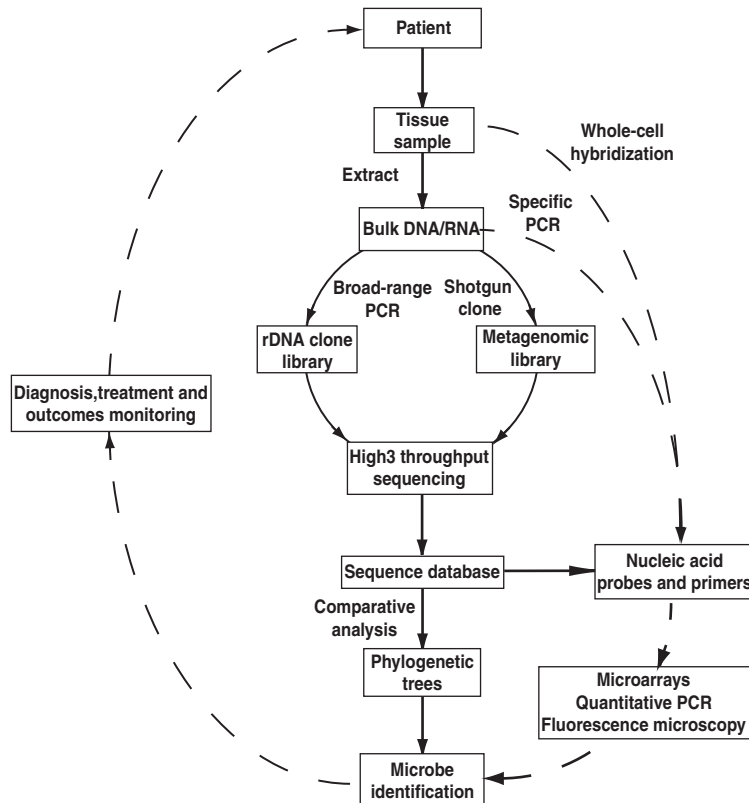 Patient
Tissue
sample
Whole-cell
hybridization
Extract
Specific
PCR
Bulk DNA/RNA
Broad-range
PCR
Shotgun
clone
rDNA clone
library
Metagenomic
library
Diagnosis,treatment and
outcomes monitoring
High3 throughput
sequencing
Sequence database
Nucleic acid
probes and primers
Comparative
analysis
Phylogenetic
trees
Microarrays
Quantitative PCR
Fluorescence microscopy
Microbe
identification